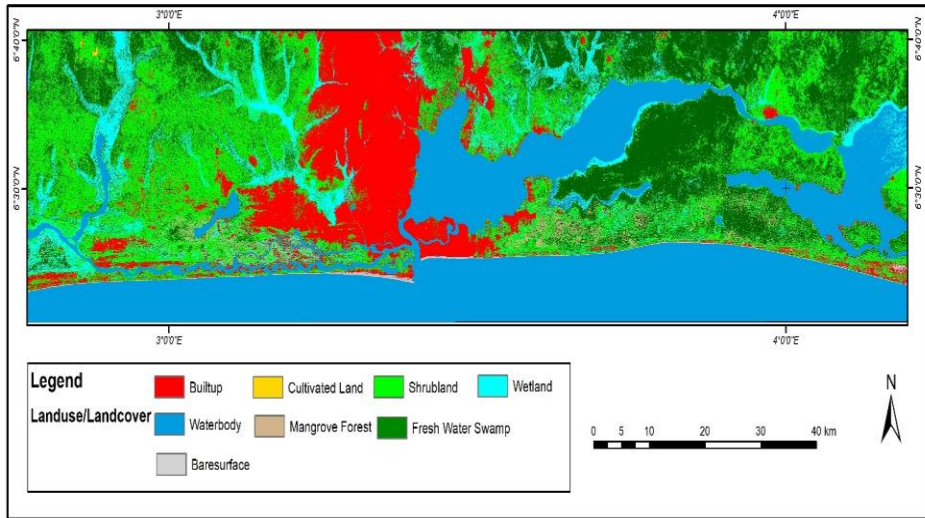 3°0'0"E
4°0'0"E
6°40'0"N
6°40'0"N
6°30'0"N
6°30'0"N
3°0'0"E
4°0'0"E
Legend
Landuse/Landcover
Builtup
Cultivated Land
Shrubland
Wetland
Waterbody
Mangrove Forest
Fresh Water Swamp
Baresurface
N
0 5 10 20 30 40 km